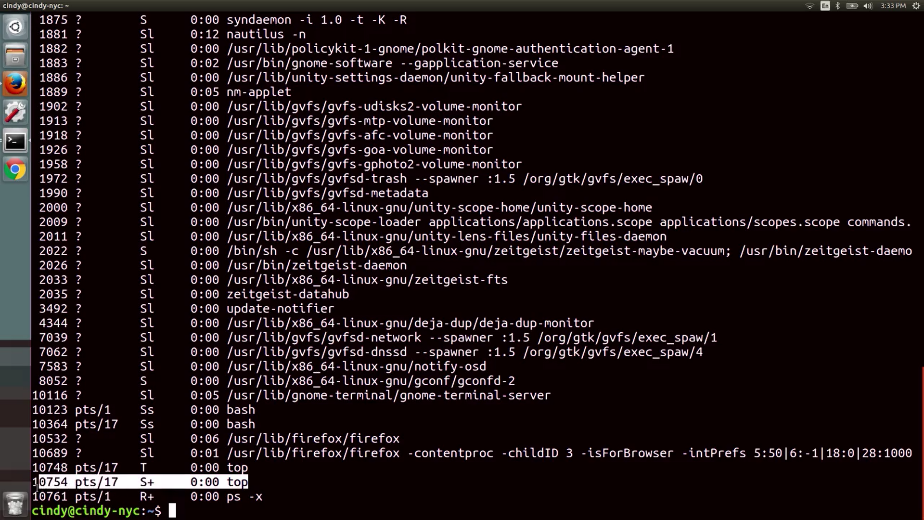 cindy@cindy-nyc: ~
En
3:33 PM
1875 ? S 0:00 syndaemon -i 1.0 -t -K -R
1881 ? Sl 0:12 nautilus -n
1882 ? Sl 0:00 /usr/lib/policykit-1-gnome/polkit-gnome-authentication-agent-1
1883 ? Sl 0:02 /usr/bin/gnome-software --gapplication-service
1886 ? Sl 0:00 /usr/lib/unity-settings-daemon/unity-fallback-mount-helper
1889 ? Sl 0:05 nm-applet
1902 ? Sl 0:00 /usr/lib/gvfs/gvfs-udisks2-volume-monitor
1913 ? Sl 0:00 /usr/lib/gvfs/gvfs-mtp-volume-monitor
1918 ? Sl 0:00 /usr/lib/gvfs/gvfs-afc-volume-monitor
1926 ? Sl 0:00 /usr/lib/gvfs/gvfs-goa-volume-monitor
1958 ? Sl 0:00 /usr/lib/gvfs/gvfs-gphoto2-volume-monitor
1972 ? Sl 0:00 /usr/lib/gvfs/gvfsd-trash --spawner :1.5 /org/gtk/gvfs/exec_spaw/0
1990 ? Sl 0:00 /usr/lib/gvfs/gvfsd-metadata
2000 ? Sl 0:00 /usr/lib/x86_64-linux-gnu/unity-scope-home/unity-scope-home
2009 ? Sl 0:00 /usr/bin/unity-scope-loader applications/applications.scope applications/scopes.scope commands.
2011 ? Sl 0:00 /usr/lib/x86_64-linux-gnu/unity-lens-files/unity-files-daemon
2022 ? S 0:00 /bin/sh -c /usr/lib/x86_64-linux-gnu/zeitgeist/zeitgeist-maybe-vacuum; /usr/bin/zeitgeist-daemo
2026 ? Sl 0:00 /usr/bin/zeitgeist-daemon
2033 ? Sl 0:00 /usr/lib/x86_64-linux-gnu/zeitgeist-fts
2035 ? Sl 0:00 zeitgeist-datahub
3492 ? Sl 0:00 update-notifier
4344 ? Sl 0:00 /usr/lib/x86_64-linux-gnu/deja-dup/deja-dup-monitor
7039 ? Sl 0:00 /usr/lib/gvfs/gvfsd-network --spawner :1.5 /org/gtk/gvfs/exec_spaw/1
7062 ? Sl 0:00 /usr/lib/gvfs/gvfsd-dnssd --spawner :1.5 /org/gtk/gvfs/exec_spaw/4
7583 ? Sl 0:00 /usr/lib/x86_64-linux-gnu/notify-osd
8052 ? S 0:00 /usr/lib/x86_64-linux-gnu/gconf/gconfd-2
10116 ? Sl 0:05 /usr/lib/gnome-terminal/gnome-terminal-server
10123 pts/1 Ss 0:00 bash
10364 pts/17 Ss 0:00 bash
10532 ? Sl 0:06 /usr/lib/firefox/firefox
10689 ? Sl 0:01 /usr/lib/firefox/firefox -contentproc -childID 3 -isForBrowser -intPrefs 5:50|6:-1|18:0|28:1000
10748 pts/17 T 0:00 top
10754 pts/17 S+ 0:00 top
10761 pts/1 R+ 0:00 ps -x
cindy@cindy-nyc:~$